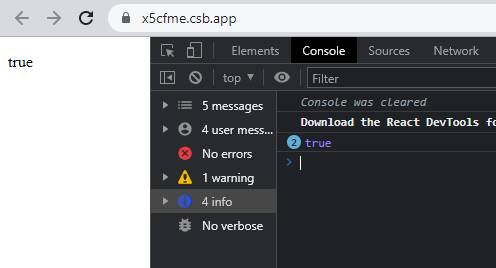 x5cfme.csb.app
true
Elements Console Sources Network
top Filter
5 messages
4 user mess...
No errors
1 warning
4 info
No verbose
Console was cleared
Download the React DevTools fo
2 true